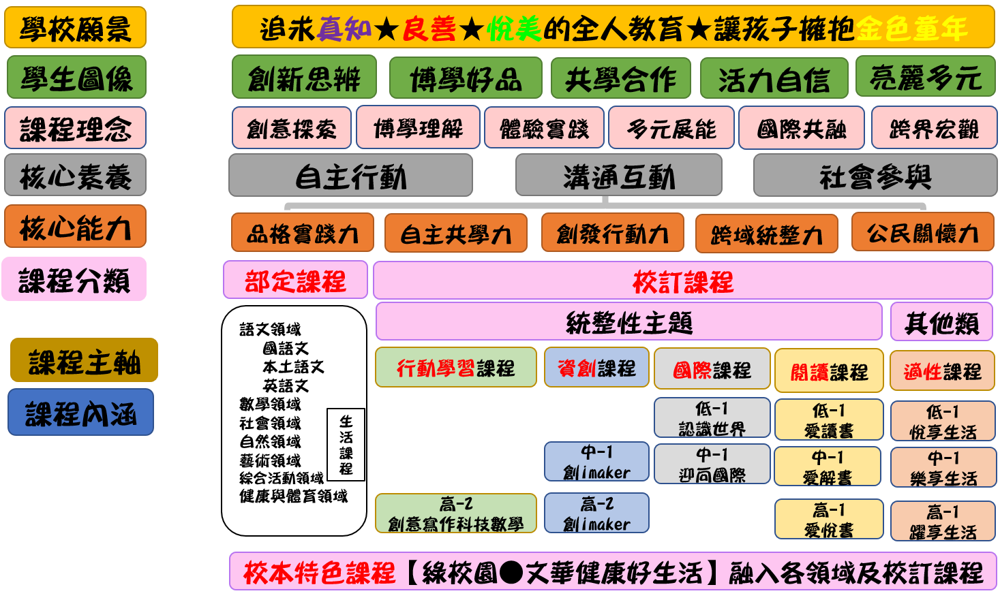 學校願景
追求真知★良善★悅美的全人教育★讓孩子擁抱金色童年
學生圖像
創新思辨
博學好品
共學合作
活力自信
亮麗多元
課程理念
創意探索
博學理解
體驗實踐
多元展能
國際共融
跨界宏觀
核心素養
自主行動
溝通互動
社會參與
核心能力
品格實踐力
自主共學力
創發行動力
跨域統整力
公民關懷力
課程分類
部定課程
校訂課程
統整性主題
其他類
課程主軸
課程內涵
語文領域
國語文
本土語文
英語文
數學領域
社會領域
自然領域
藝術領域
綜合活動領域
健康與體育領域
生
活
課
程
行動學習課程
資創課程
國際課程
閱讀課程
適性課程
低-1
認識世界
低-1
愛讀書
低-1
悅享生活
中-1
創imaker
中-1
迎向國際
中-1
愛解書
中-1
樂享生活
高-2
創意寫作科技數學
高-2
創imaker
高-1
愛悅書
高-1
躍享生活
校本特色課程【綠校園●文華健康好生活】融入各領域及校訂課程